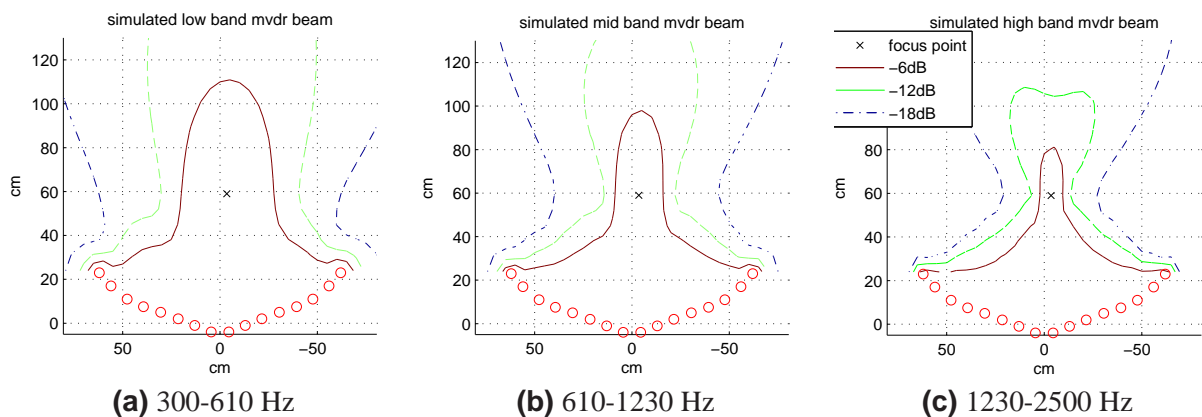 simulated low band mvdr beam
120
100
80
60
40
20
0
cm
50
0
−50
cm
(a) 300-610 Hz
simulated mid band mvdr beam
120
100
80
60
40
20
0
cm
50
0
−50
cm
(b) 610-1230 Hz
simulated high band mvdr beam
focus point
−6dB
−12dB
−18dB
80
60
40
20
0
cm
50
0
−50
cm
(c) 1230-2500 Hz